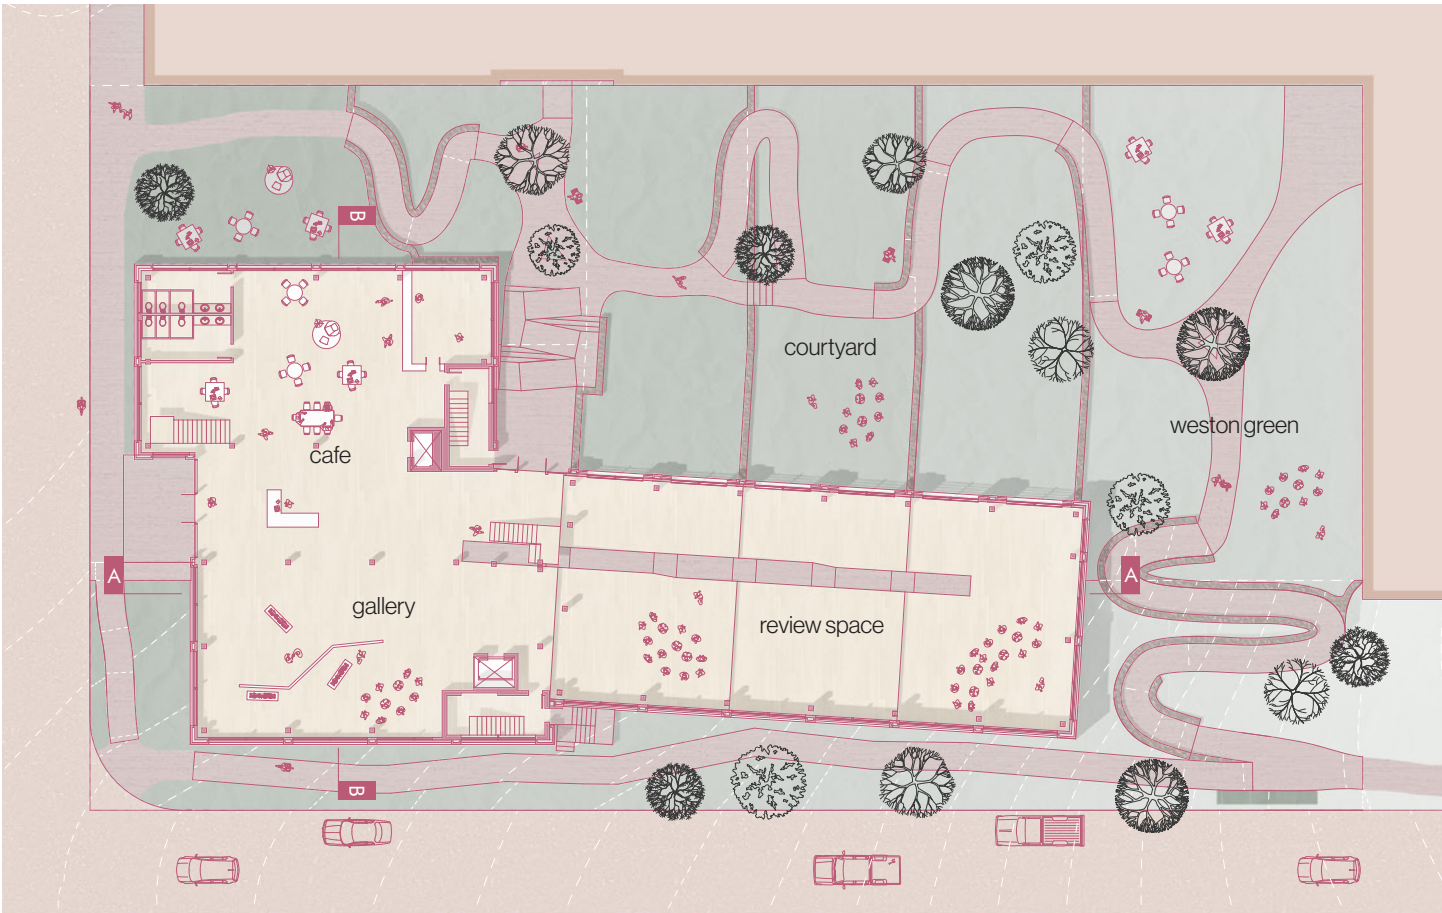 B
courtyard
weston green
cafe
A
A
gallery
review space
B